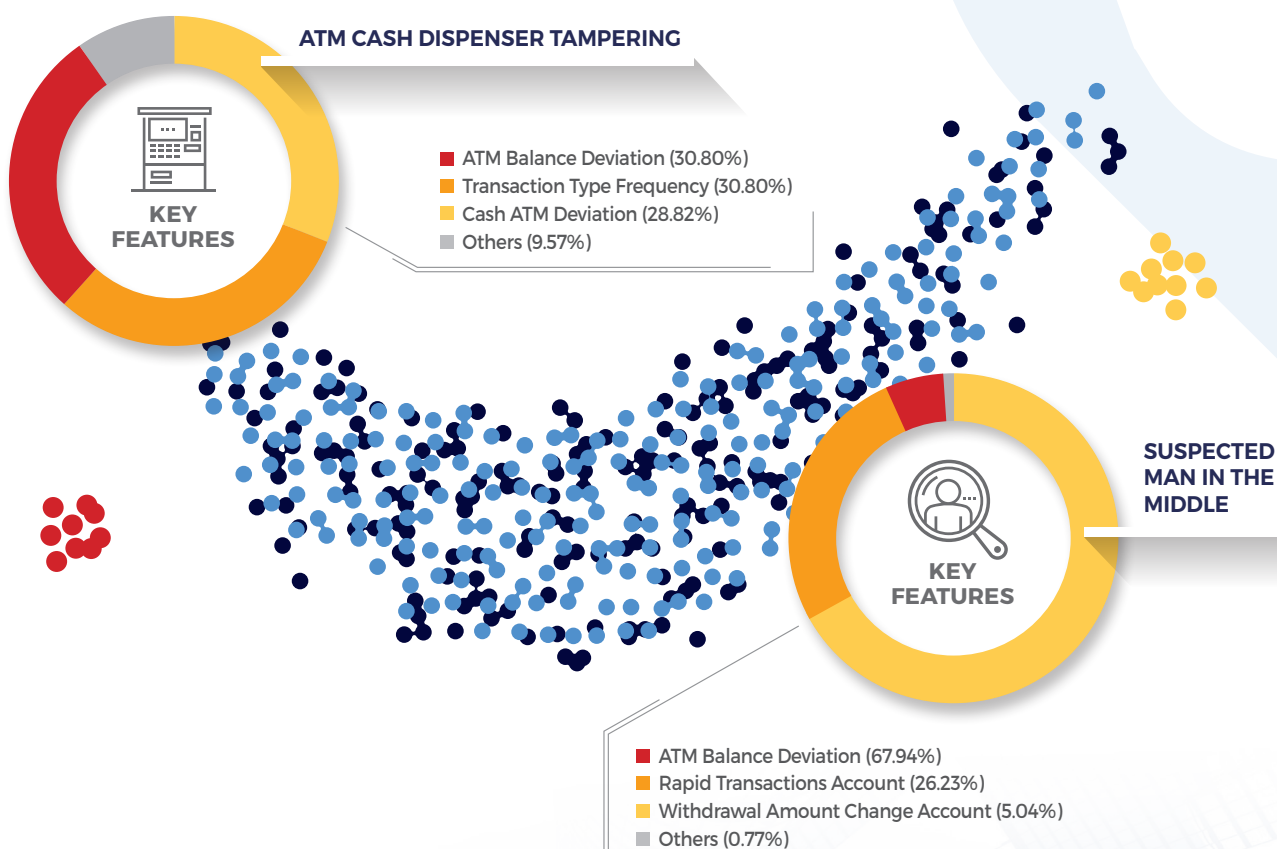 ATM CASH DISPENSER TAMPERING
KEY
FEATURES
ATM Balance Deviation (30.80%)
Transaction Type Frequency (30.80%)
Cash ATM Deviation (28.82%)
Others (9.57%)
SUSPECTED
MAN IN THE
MIDDLE
KEY
FEATURES
ATM Balance Deviation (67.94%)
Rapid Transactions Account (26.23%)
Withdrawal Amount Change Account (5.04%)
Others (0.77%)